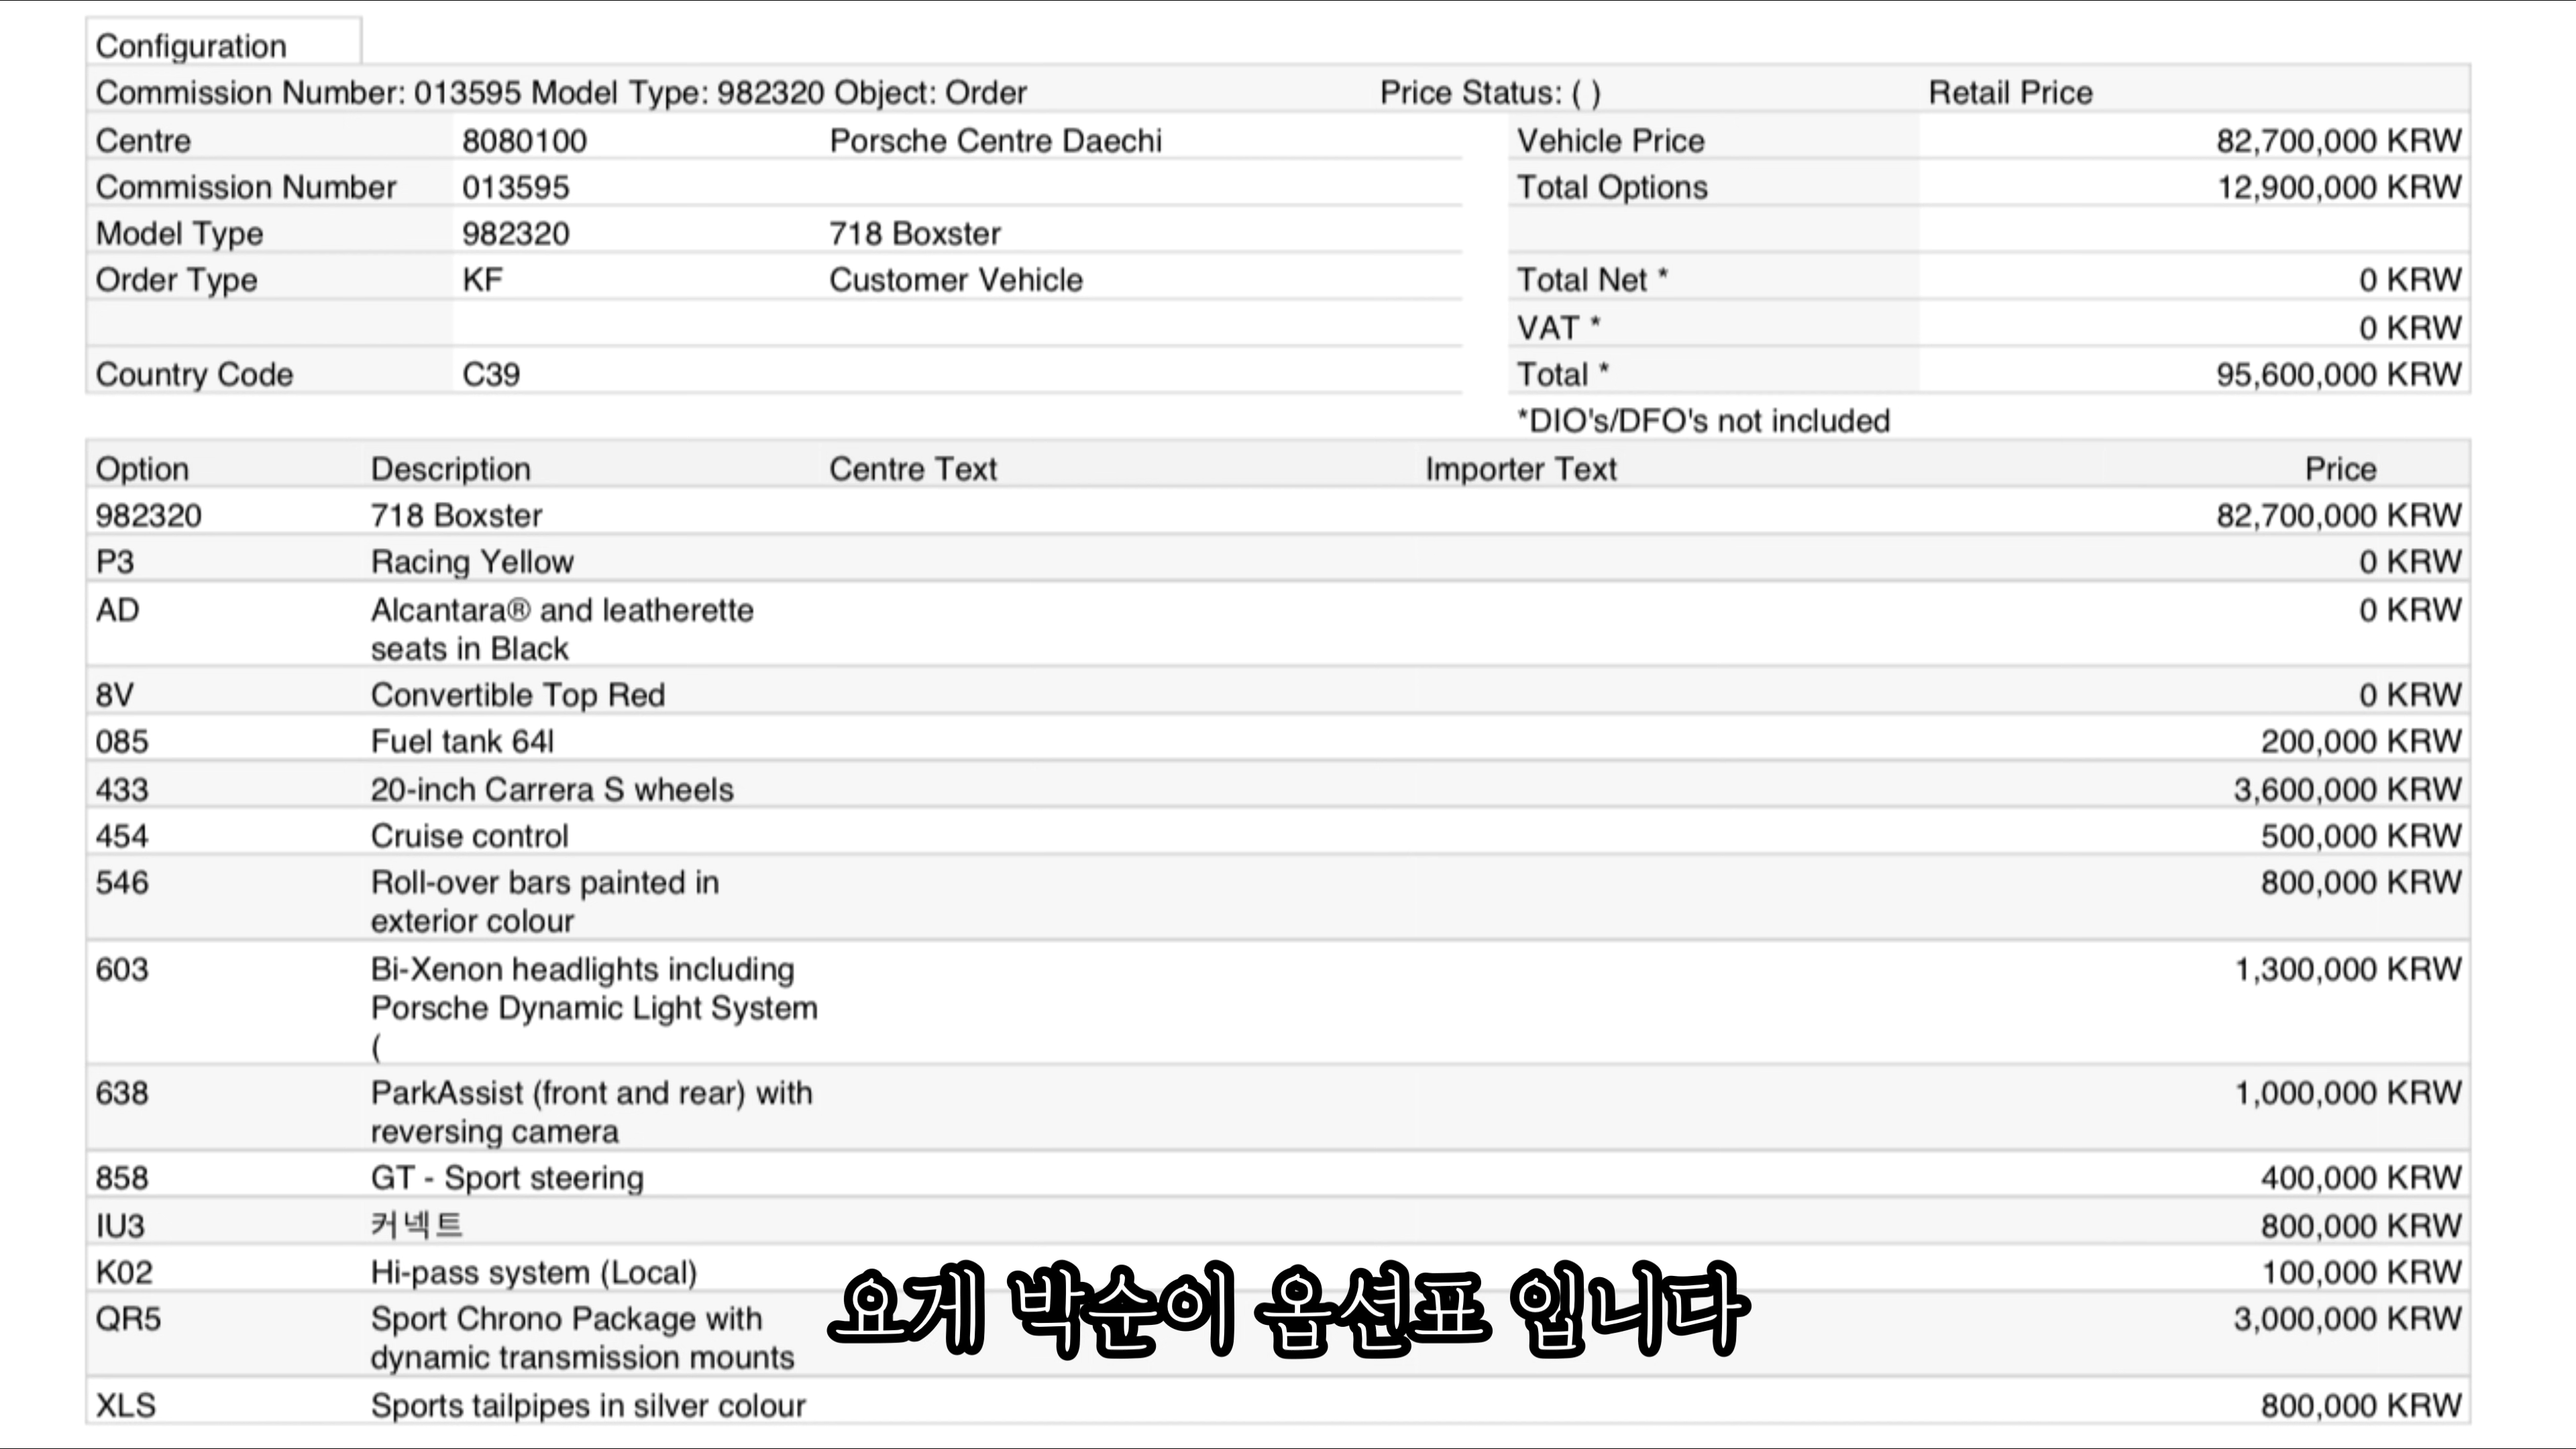 Configuration
Commission Number: 013595 Model Type: 982320 Object: Order Price Status: ( ) Retail Price
Centre 8080100 Porsche Centre Daechi Vehicle Price 82,700,000 KRW
Commission Number 013595 Total Options 12,900,000 KRW
Model Type 982320 718 Boxster
Order Type KF Customer Vehicle Total Net * 0 KRW
VAT * 0 KRW
Country Code C39 Total * 95,600,000 KRW
*DIO's/DFO's not included
Option Description Centre Text Importer Text Price
982320 718 Boxster 82,700,000 KRW
P3 Racing Yellow 0 KRW
AD Alcantara® and leatherette 0 KRW
seats in Black
8V Convertible Top Red 0 KRW
085 Fuel tank 64l 200,000 KRW
433 20-inch Carrera S wheels 3,600,000 KRW
454 Cruise control 500,000 KRW
546 Roll-over bars painted in 800,000 KRW
exterior colour
603 Bi-Xenon headlights including 1,300,000 KRW
Porsche Dynamic Light System
(
638 ParkAssist (front and rear) with 1,000,000 KRW
reversing camera
858 GT - Sport steering 400,000 KRW
IU3 커넥트 800,000 KRW
K02 Hi-pass system (Local) 100,000 KRW
QR5 Sport Chrono Package with 3,000,000 KRW
dynamic transmission mounts
XLS Sports tailpipes in silver colour 800,000 KRW
요게 박순이 옵션표 입니다